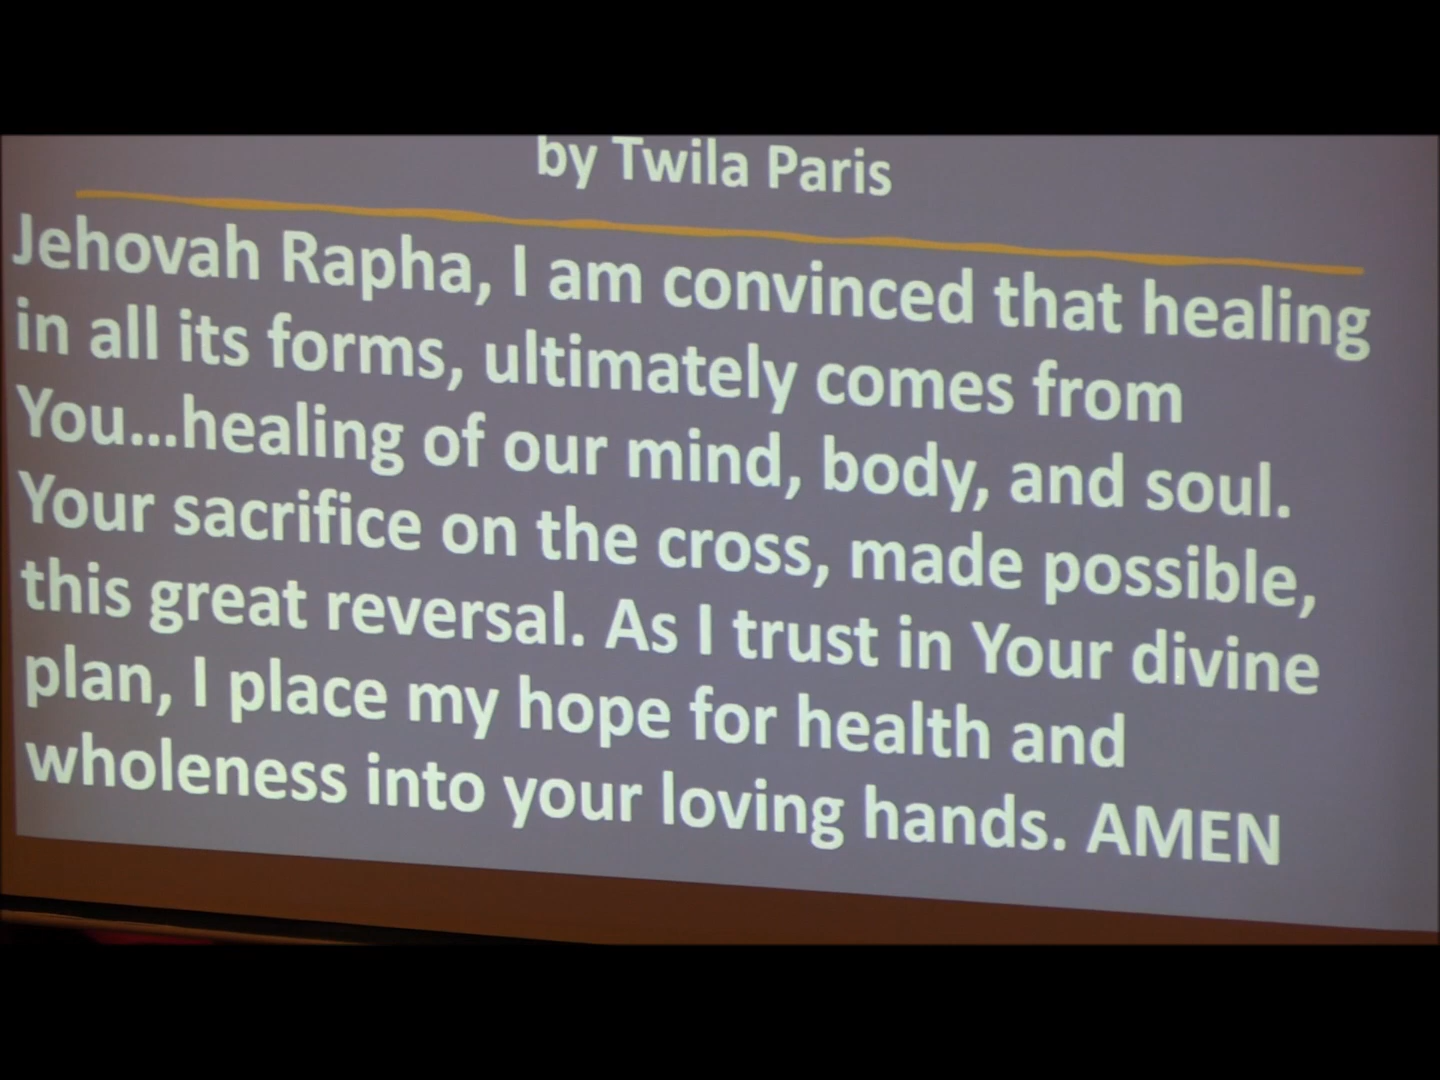 by Twila Paris
Jehovah Rapha, I am convinced that healing
in all its forms, ultimately comes from
You...healing of our mind, body, and soul.
Your sacrifice on the cross, made possible,
this great reversal. As I trust in Your divine
plan, I place my hope for health and
wholeness into your loving hands. AMEN